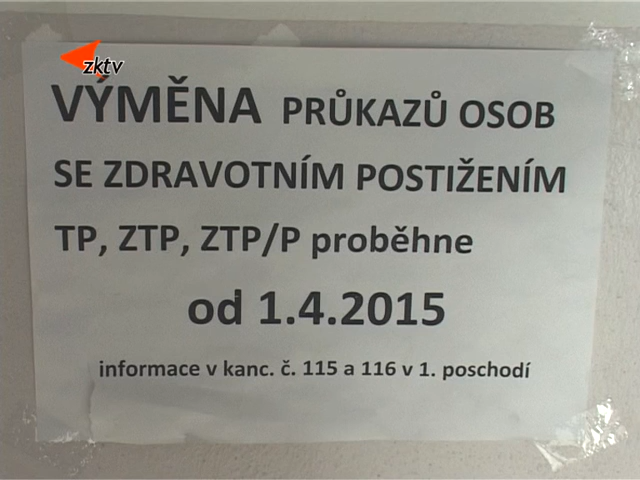 zktv
VÝMĚNA PRŮKAZŮ OSOB
SE ZDRAVOTNÍM POSTIŽENÍM
TP, ZTP, ZTP/P proběhne
od 1.4.2015
informace v kanc. č. 115 a 116 v 1. poschodí